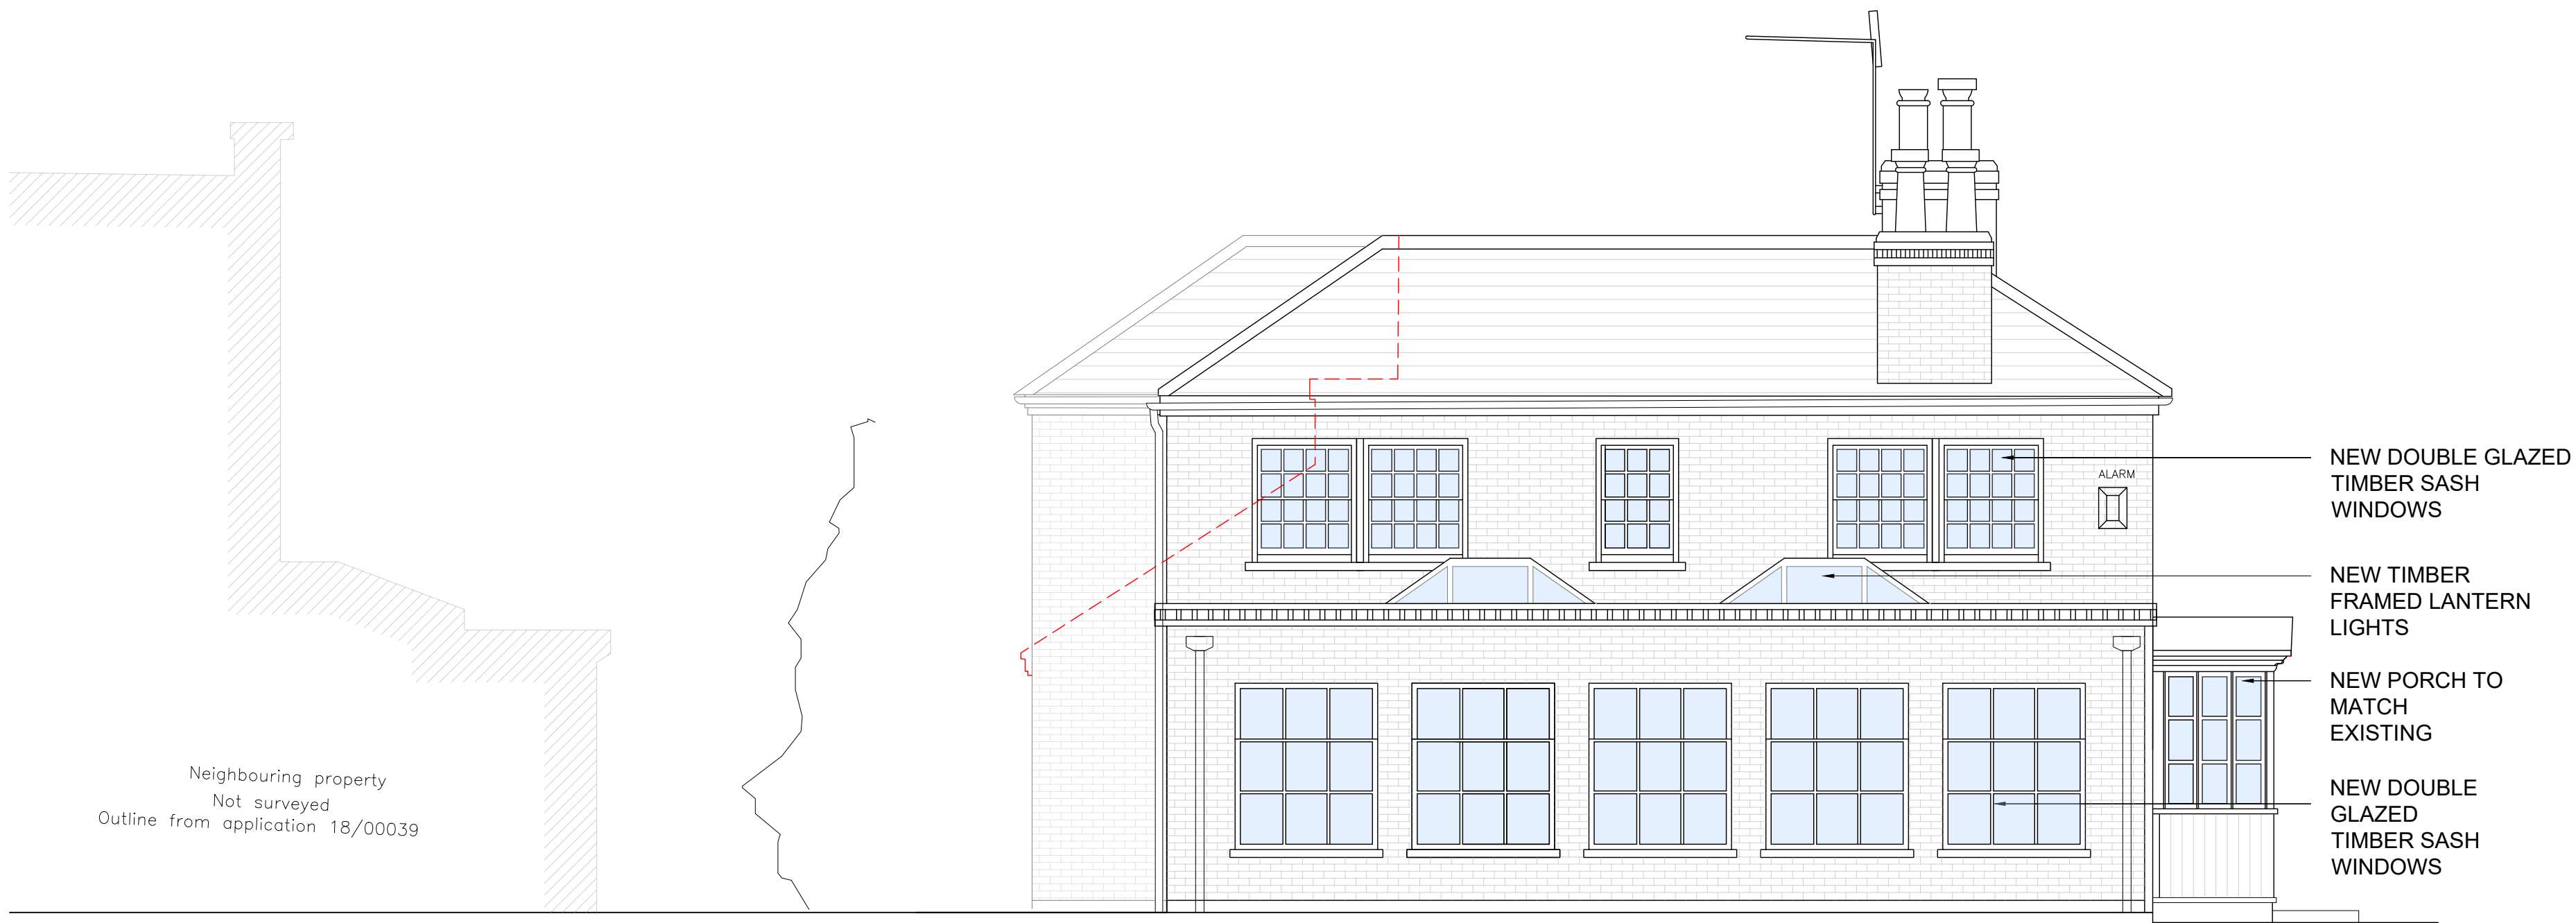 ALARM
NEW DOUBLE GLAZED
TIMBER SASH
WINDOWS
NEW TIMBER
FRAMED LANTERN
LIGHTS
NEW PORCH TO
MATCH
EXISTING
NEW DOUBLE
GLAZED
TIMBER SASH
WINDOWS
Neighbouring property
Not surveyed
Outline from application 18/00039